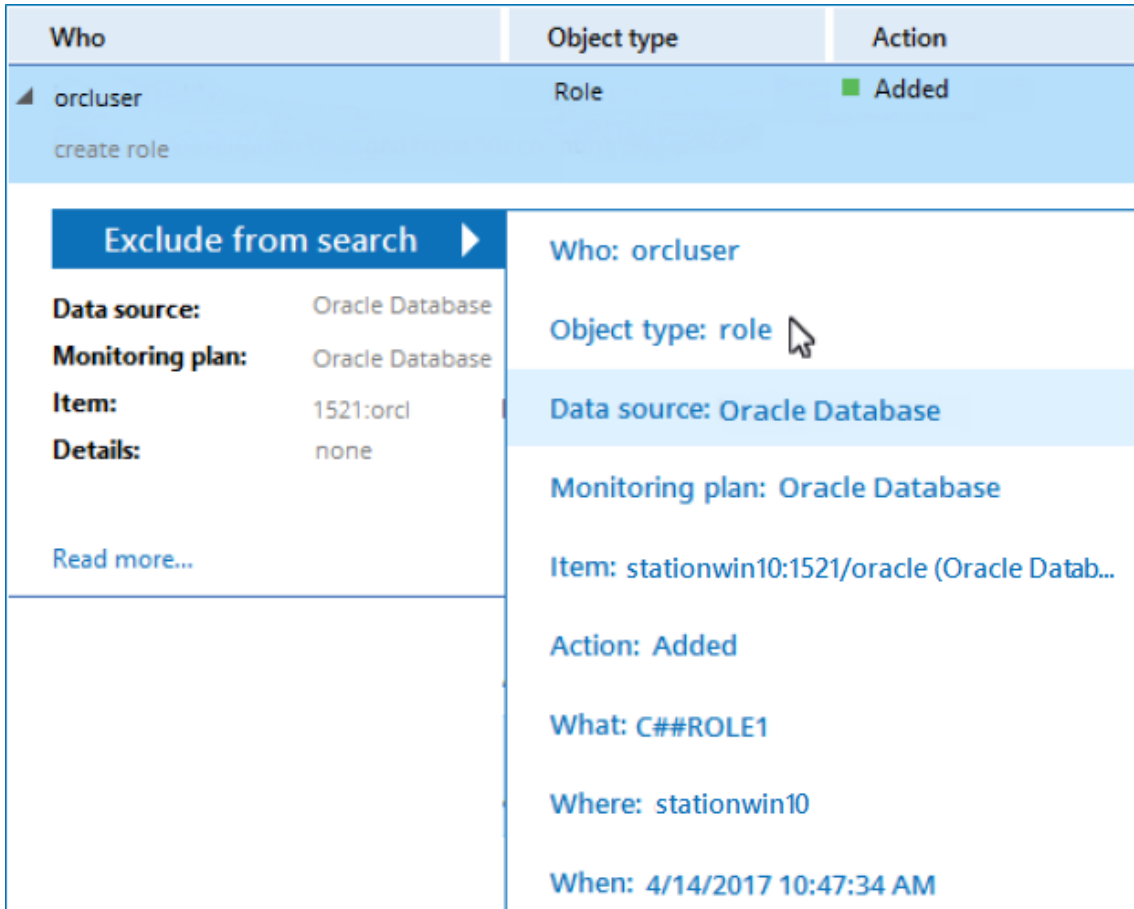 Who Object type Action
orcluser Role Added
create role
Exclude from search
Data source: Oracle Database
Monitoring plan: Oracle Database
Item: 1521:orcl
Details: none
Read more...
Who: orcluser
Object type: role
Data source: Oracle Database
Monitoring plan: Oracle Database
Item: stationwin10:1521/oracle (Oracle Datab...
Action: Added
What: C##ROLE1
Where: stationwin10
When: 4/14/2017 10:47:34 AM